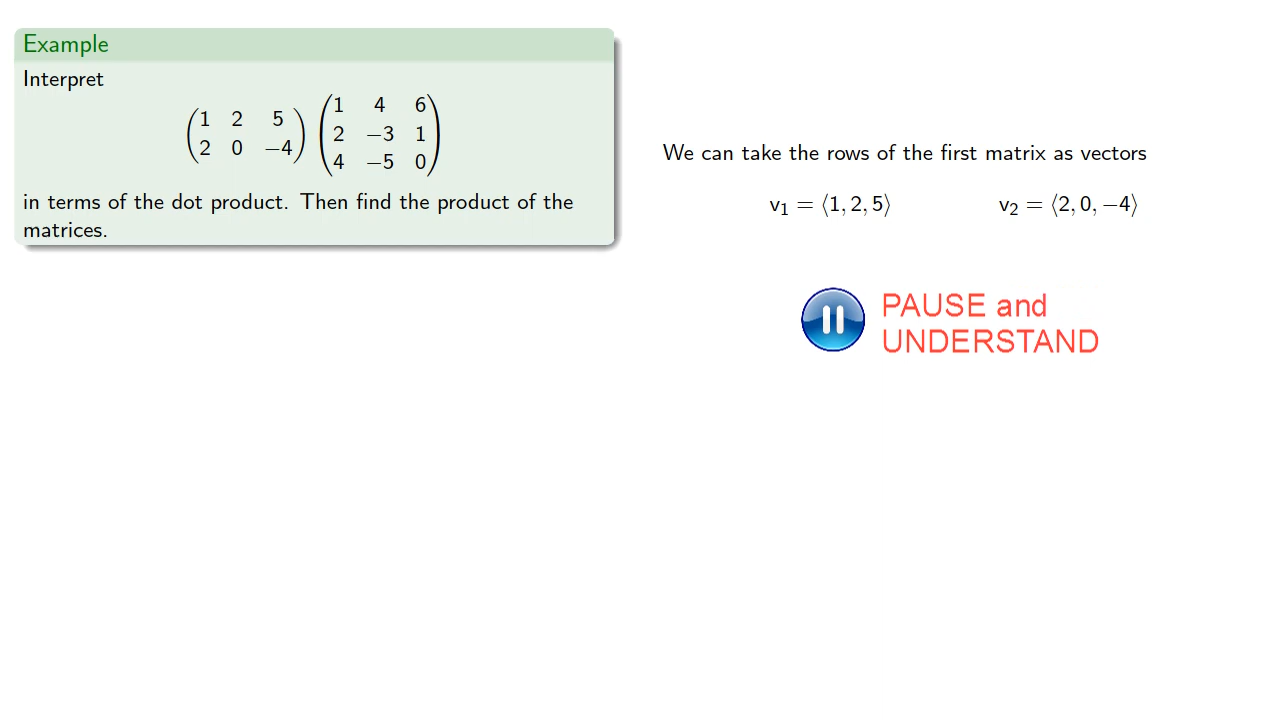 Example
Interpret
(1 2 5
2 0 −4) (1 4 6
2 −3 1
4 −5 0)
in terms of the dot product. Then find the product of the
matrices.
We can take the rows of the first matrix as vectors
v₁ = ⟨1, 2, 5⟩ v₂ = ⟨2, 0, −4⟩
PAUSE and
UNDERSTAND